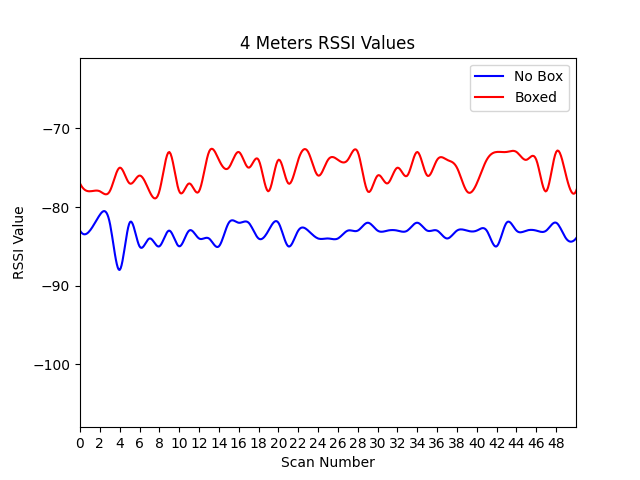 4 Meters RSSI Values
No Box
Boxed
−70
−80
−90
−100
RSSI Value
0 2 4 6 8 10 12 14 16 18 20 22 24 26 28 30 32 34 36 38 40 42 44 46 48
Scan Number